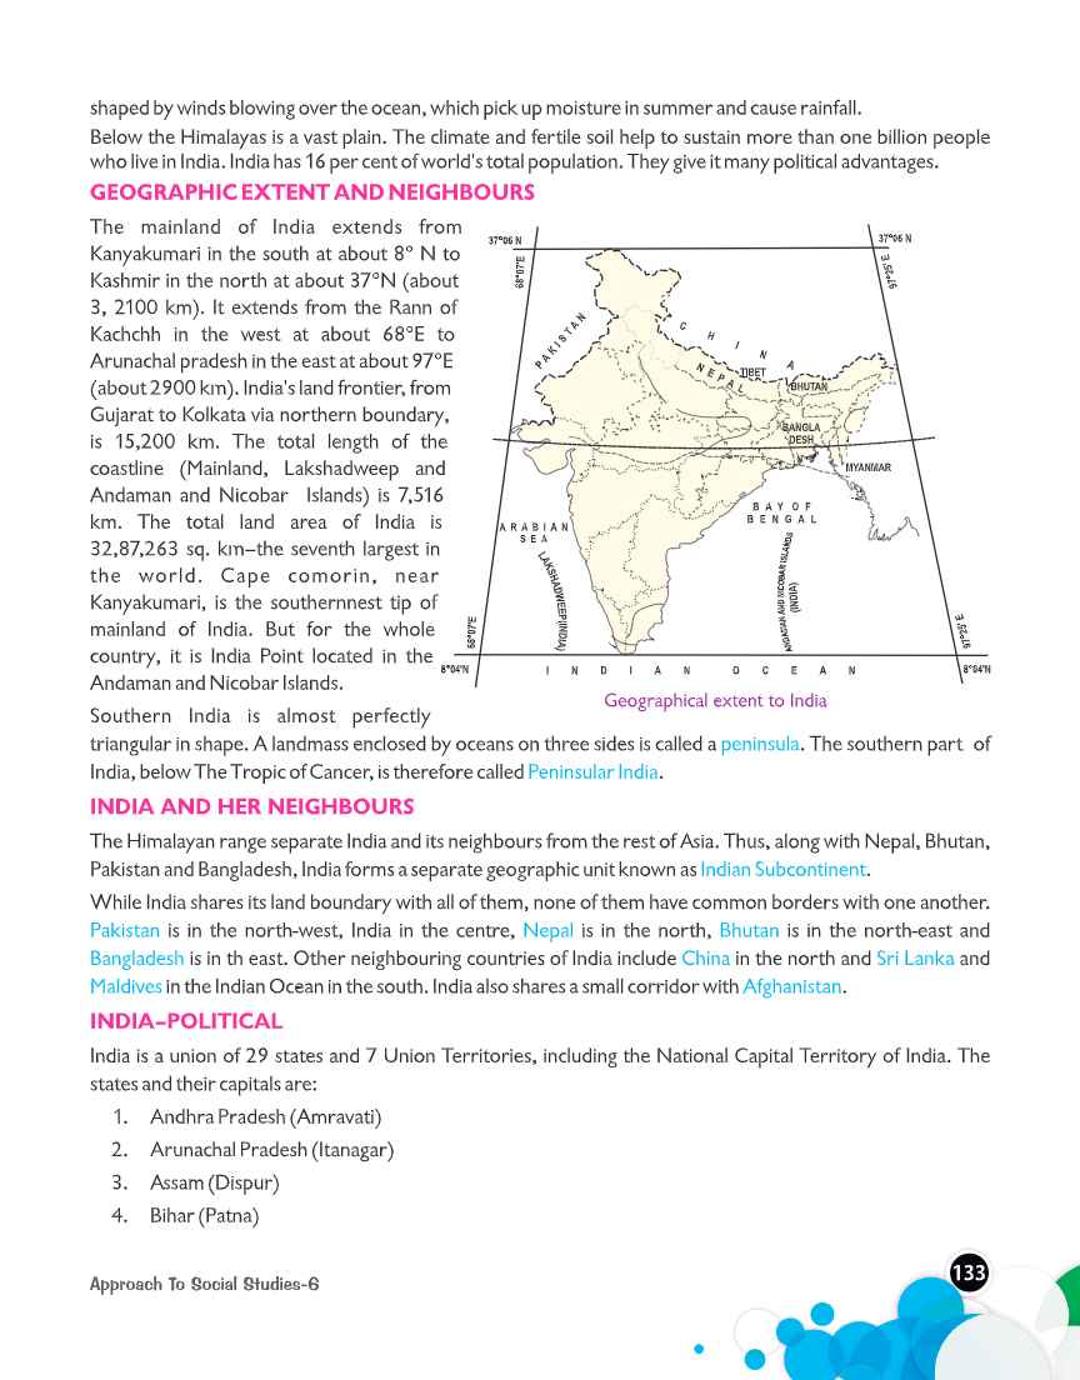 shaped by winds blowing over the ocean, which pick up moisture in summer and cause rainfall.
Below the Himalayas is a vast plain. The climate and fertile soil help to sustain more than one billion people
who live in India. India has 16 per cent of world's total population. They give it many political advantages.
GEOGRAPHIC EXTENT AND NEIGHBOURS
The mainland of India extends from
Kanyakumari in the south at about 8° N to
Kashmir in the north at about 37°N (about
3, 2100 km). It extends from the Rann of
Kachchh in the west at about 68°E to
Arunachal pradesh in the east at about 97°E
(about 2900 km). India's land frontier, from
Gujarat to Kolkata via northern boundary,
is 15,200 km. The total length of the
coastline (Mainland, Lakshadweep and
Andaman and Nicobar Islands) is 7,516
km. The total land area of India is
32,87,263 sq. km–the seventh largest in
the world. Cape comorin, near
Kanyakumari, is the southernnest tip of
mainland of India. But for the whole
country, it is India Point located in the
Andaman and Nicobar Islands.
37°06 N
37°06 N
68°07'E
97°25' E
PAKISTAN
CHINA
NEPAL
TIBET
BHUTAN
BANGLA
DESH
MYANMAR
ARABIAN
SEA
BAY OF
BENGAL
LAKSHADWEEP(INDIA)
ANDAMAN AND NICOBAR ISLANDS
(INDIA)
68°07'E
97°25' E
8°04'N
8°04'N
INDIAN OCEAN
Geographical extent to India
Southern India is almost perfectly
triangular in shape. A landmass enclosed by oceans on three sides is called a peninsula. The southern part of
India, below The Tropic of Cancer, is therefore called Peninsular India.
INDIA AND HER NEIGHBOURS
The Himalayan range separate India and its neighbours from the rest of Asia. Thus, along with Nepal, Bhutan,
Pakistan and Bangladesh, India forms a separate geographic unit known as Indian Subcontinent.
While India shares its land boundary with all of them, none of them have common borders with one another.
Pakistan is in the north-west, India in the centre, Nepal is in the north, Bhutan is in the north-east and
Bangladesh is in th east. Other neighbouring countries of India include China in the north and Sri Lanka and
Maldives in the Indian Ocean in the south. India also shares a small corridor with Afghanistan.
INDIA–POLITICAL
India is a union of 29 states and 7 Union Territories, including the National Capital Territory of India. The
states and their capitals are:
1. Andhra Pradesh (Amravati)
2. Arunachal Pradesh (Itanagar)
3. Assam (Dispur)
4. Bihar (Patna)
Approach To Social Studies-6
133